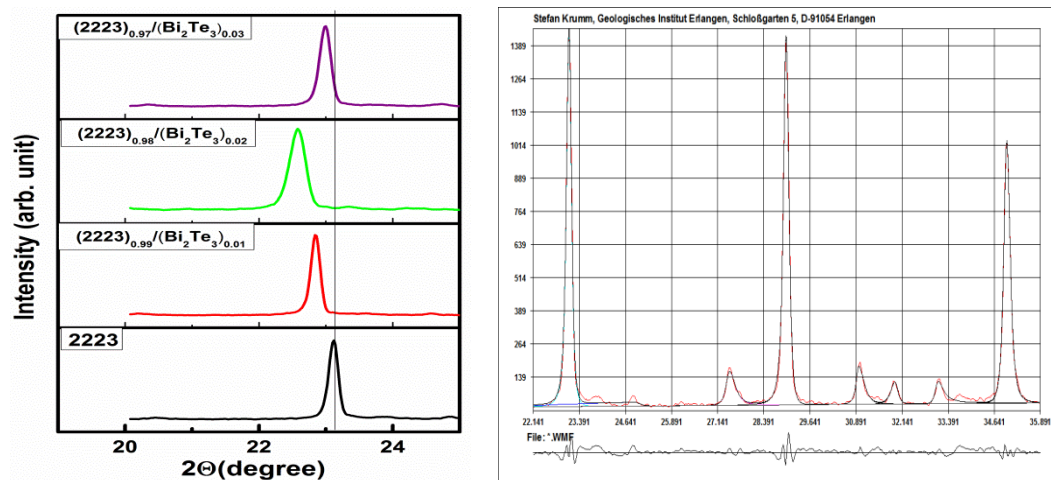 (2223)₀.₉₇/(Bi₂Te₃)₀.₀₃
(2223)₀.₉₈/(Bi₂Te₃)₀.₀₂
(2223)₀.₉₉/(Bi₂Te₃)₀.₀₁
2223
Intensity (arb. unit)
20 22 24
2Θ(degree)
Stefan Krumm, Geologisches Institut Erlangen, Schloßgarten 5, D-91054 Erlangen
1389
1264
1139
1014
889
764
639
514
389
264
139
22.141 23.391 24.641 25.891 27.141 28.391 29.641 30.891 32.141 33.391 34.641 35.891
File: *.WMF